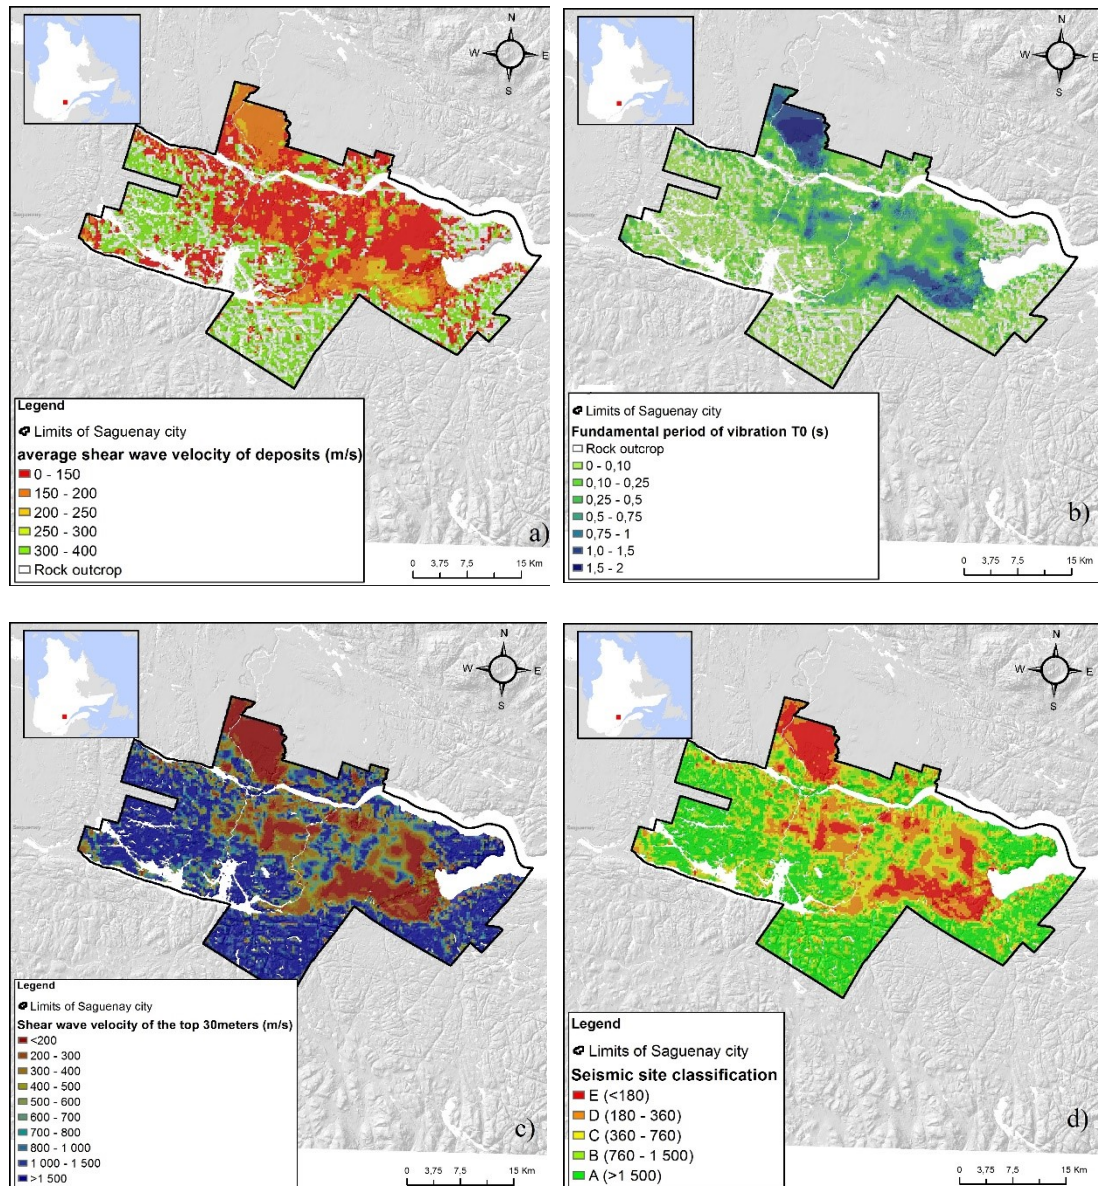 N
W E
S
Saguenay
Legend
Limits of Saguenay city
average shear wave velocity of deposits (m/s)
0 - 150
150 - 200
200 - 250
250 - 300
300 - 400
Rock outcrop
a)
0 3,75 7,5 15 Km
N
W E
S
Saguenay
Legend
Limits of Saguenay city
Fundamental period of vibration T0 (s)
Rock outcrop
0 - 0,10
0,10 - 0,25
0,25 - 0,5
0,5 - 0,75
0,75 - 1
1,0 - 1,5
1,5 - 2
b)
0 3,75 7,5 15 Km
N
W E
S
Saguenay
Legend
Limits of Saguenay city
Shear wave velocity of the top 30meters (m/s)
<200
200 - 300
300 - 400
400 - 500
500 - 600
600 - 700
700 - 800
800 - 1 000
1 000 - 1 500
>1 500
c)
0 3,75 7,5 15 Km
N
W E
S
Saguenay
Legend
Limits of Saguenay city
Seismic site classification
E (<180)
D (180 - 360)
C (360 - 760)
B (760 - 1 500)
A (>1 500)
d)
0 3,75 7,5 15 Km